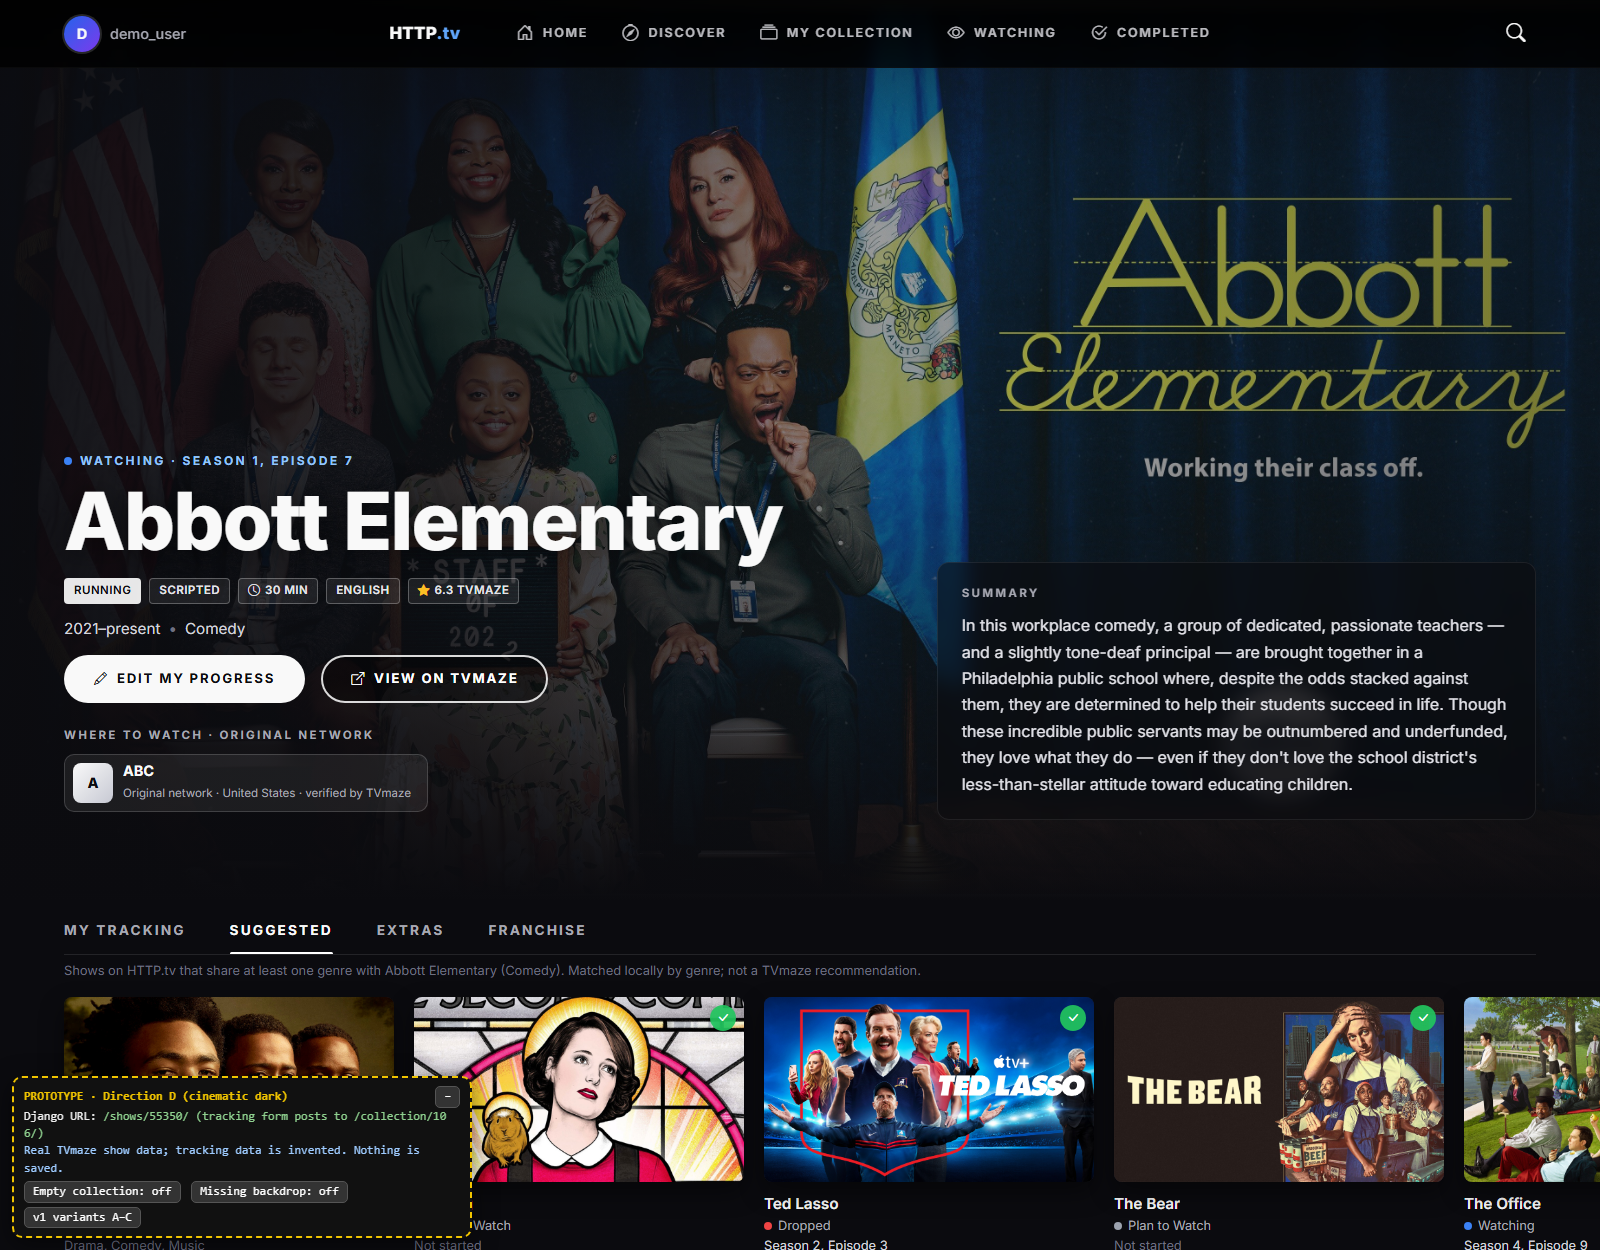 D demo_user
HTTP.tv
HOME
DISCOVER
MY COLLECTION
WATCHING
COMPLETED
PHILADELPHIA
MANETO
Abbott
Elementary
Working their class off.
WATCHING · SEASON 1, EPISODE 7
Abbott Elementary
* STAFF *
OF
2022
RUNNING
SCRIPTED
30 MIN
ENGLISH
6.3 TVMAZE
2021–present • Comedy
EDIT MY PROGRESS
VIEW ON TVMAZE
WHERE TO WATCH · ORIGINAL NETWORK
A
ABC
Original network · United States · verified by TVmaze
SUMMARY
In this workplace comedy, a group of dedicated, passionate teachers —
and a slightly tone-deaf principal — are brought together in a
Philadelphia public school where, despite the odds stacked against
them, they are determined to help their students succeed in life. Though
these incredible public servants may be outnumbered and underfunded,
they love what they do — even if they don't love the school district's
less-than-stellar attitude toward educating children.
MY TRACKING
SUGGESTED
EXTRAS
FRANCHISE
Shows on HTTP.tv that share at least one genre with Abbott Elementary (Comedy). Matched locally by genre; not a TVmaze recommendation.
tv+
TED LASSO
THE BEAR
BEEF
PROTOTYPE · Direction D (cinematic dark)
–
Django URL: /shows/55350/ (tracking form posts to /collection/10
6/)
Real TVmaze show data; tracking data is invented. Nothing is
saved.
Empty collection: off
Missing backdrop: off
v1 variants A–C
Drama, Comedy, Music
Watch
Not started
Ted Lasso
Dropped
Season 2, Episode 3
The Bear
Plan to Watch
Not started
The Office
Watching
Season 4, Episode 9